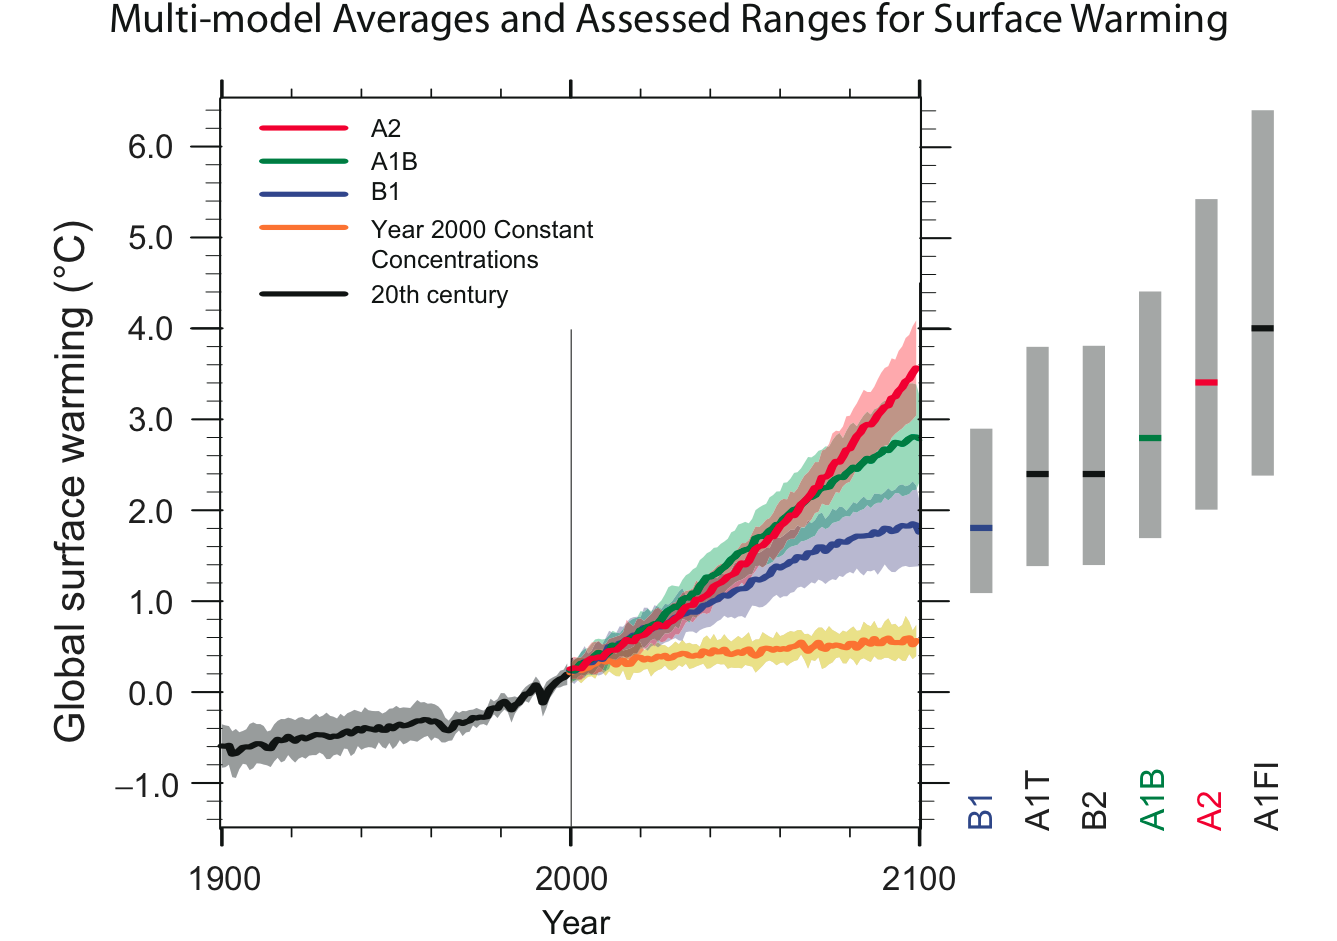 Multi-model Averages and Assessed Ranges for Surface Warming
A2
A1B
B1
Year 2000 Constant
Concentrations
20th century
Global surface warming (°C)
6.0
5.0
4.0
3.0
2.0
1.0
0.0
–1.0
1900
2000
2100
Year
B1
A1T
B2
A1B
A2
A1FI